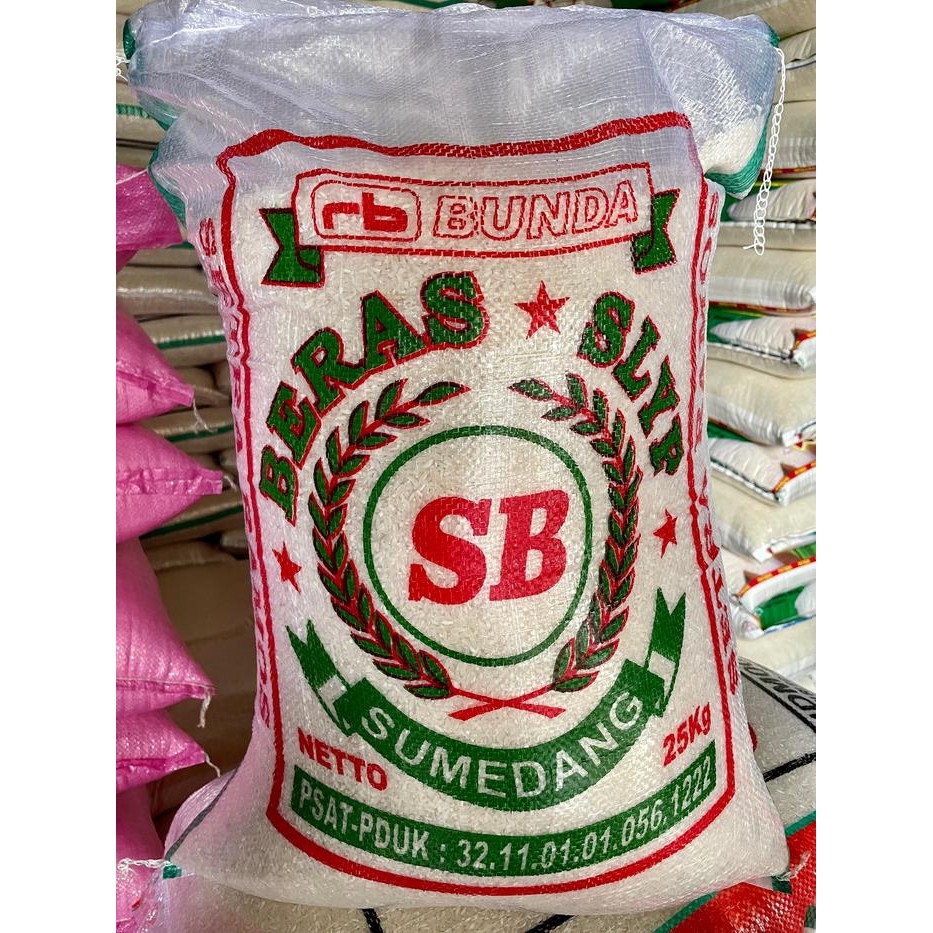 rb BUNDA
BERAS SLYP
SB
SUMEDANG
NETTO 25Kg
PSAT-PDUK : 32.11.01.01.056.1222